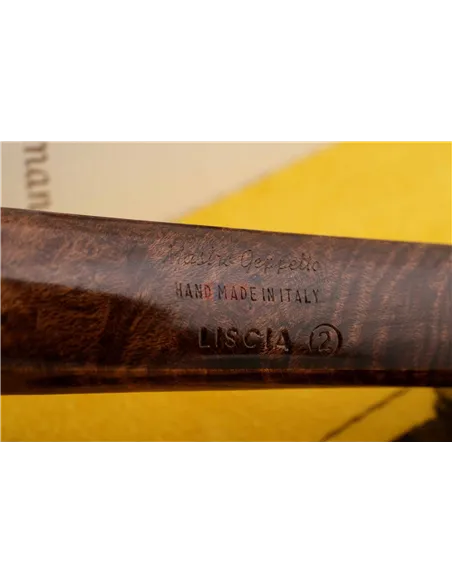 Mastro Geppetto
HAND MADE IN ITALY
LISCIA 2